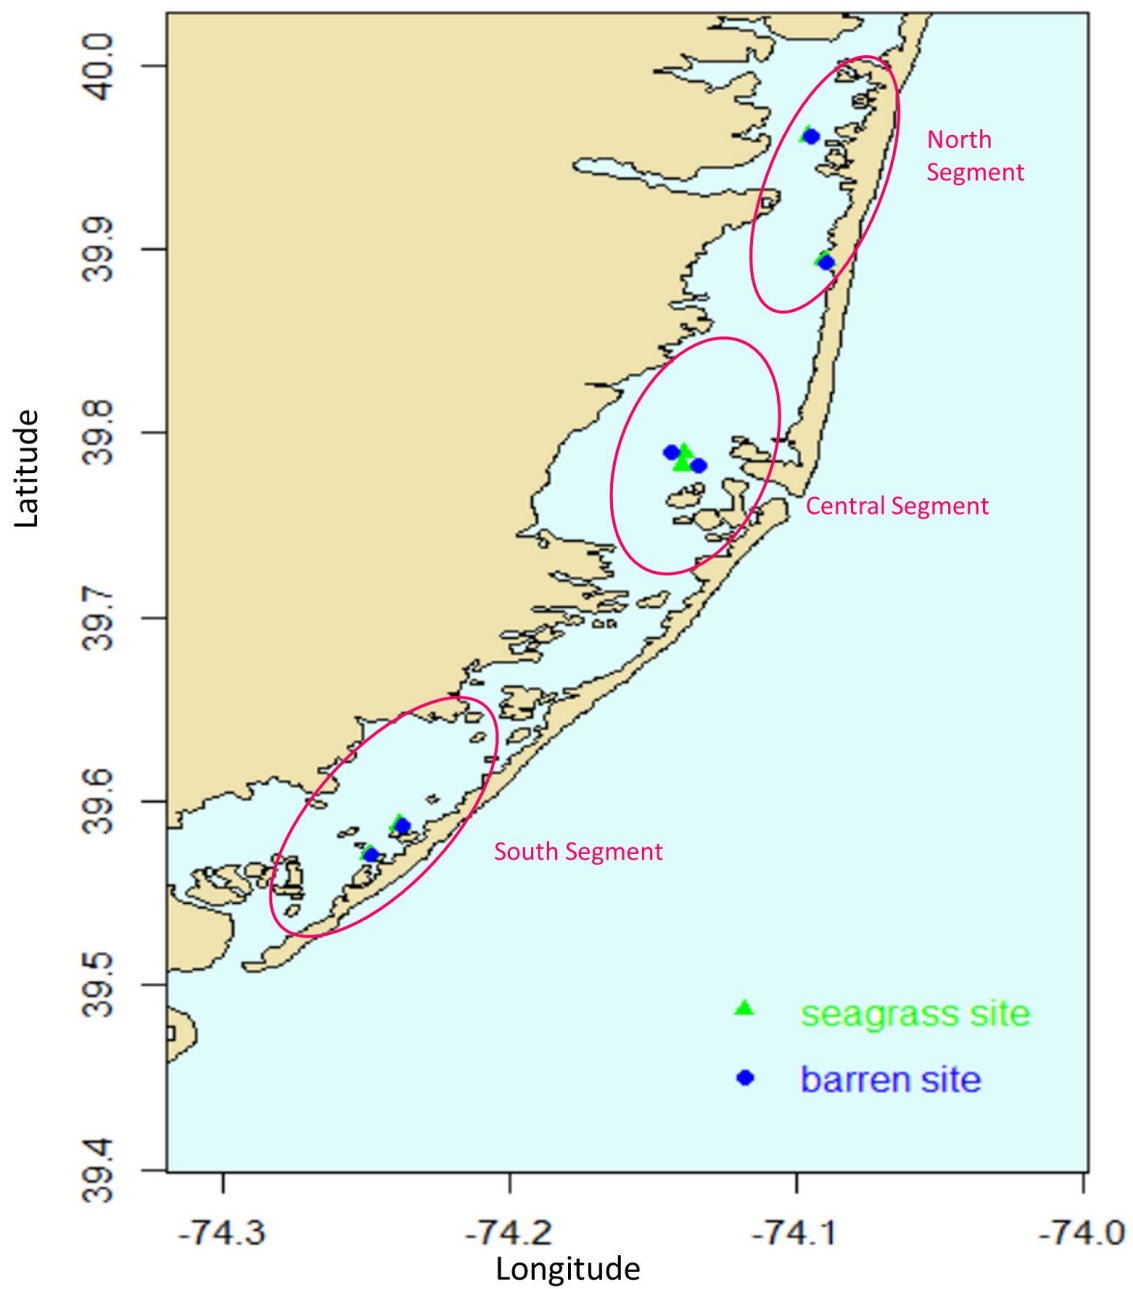 40.0
39.9
39.8
39.7
39.6
39.5
39.4
Latitude
North
Segment
Central Segment
South Segment
seagrass site
barren site
-74.3
-74.2
-74.1
-74.0
Longitude